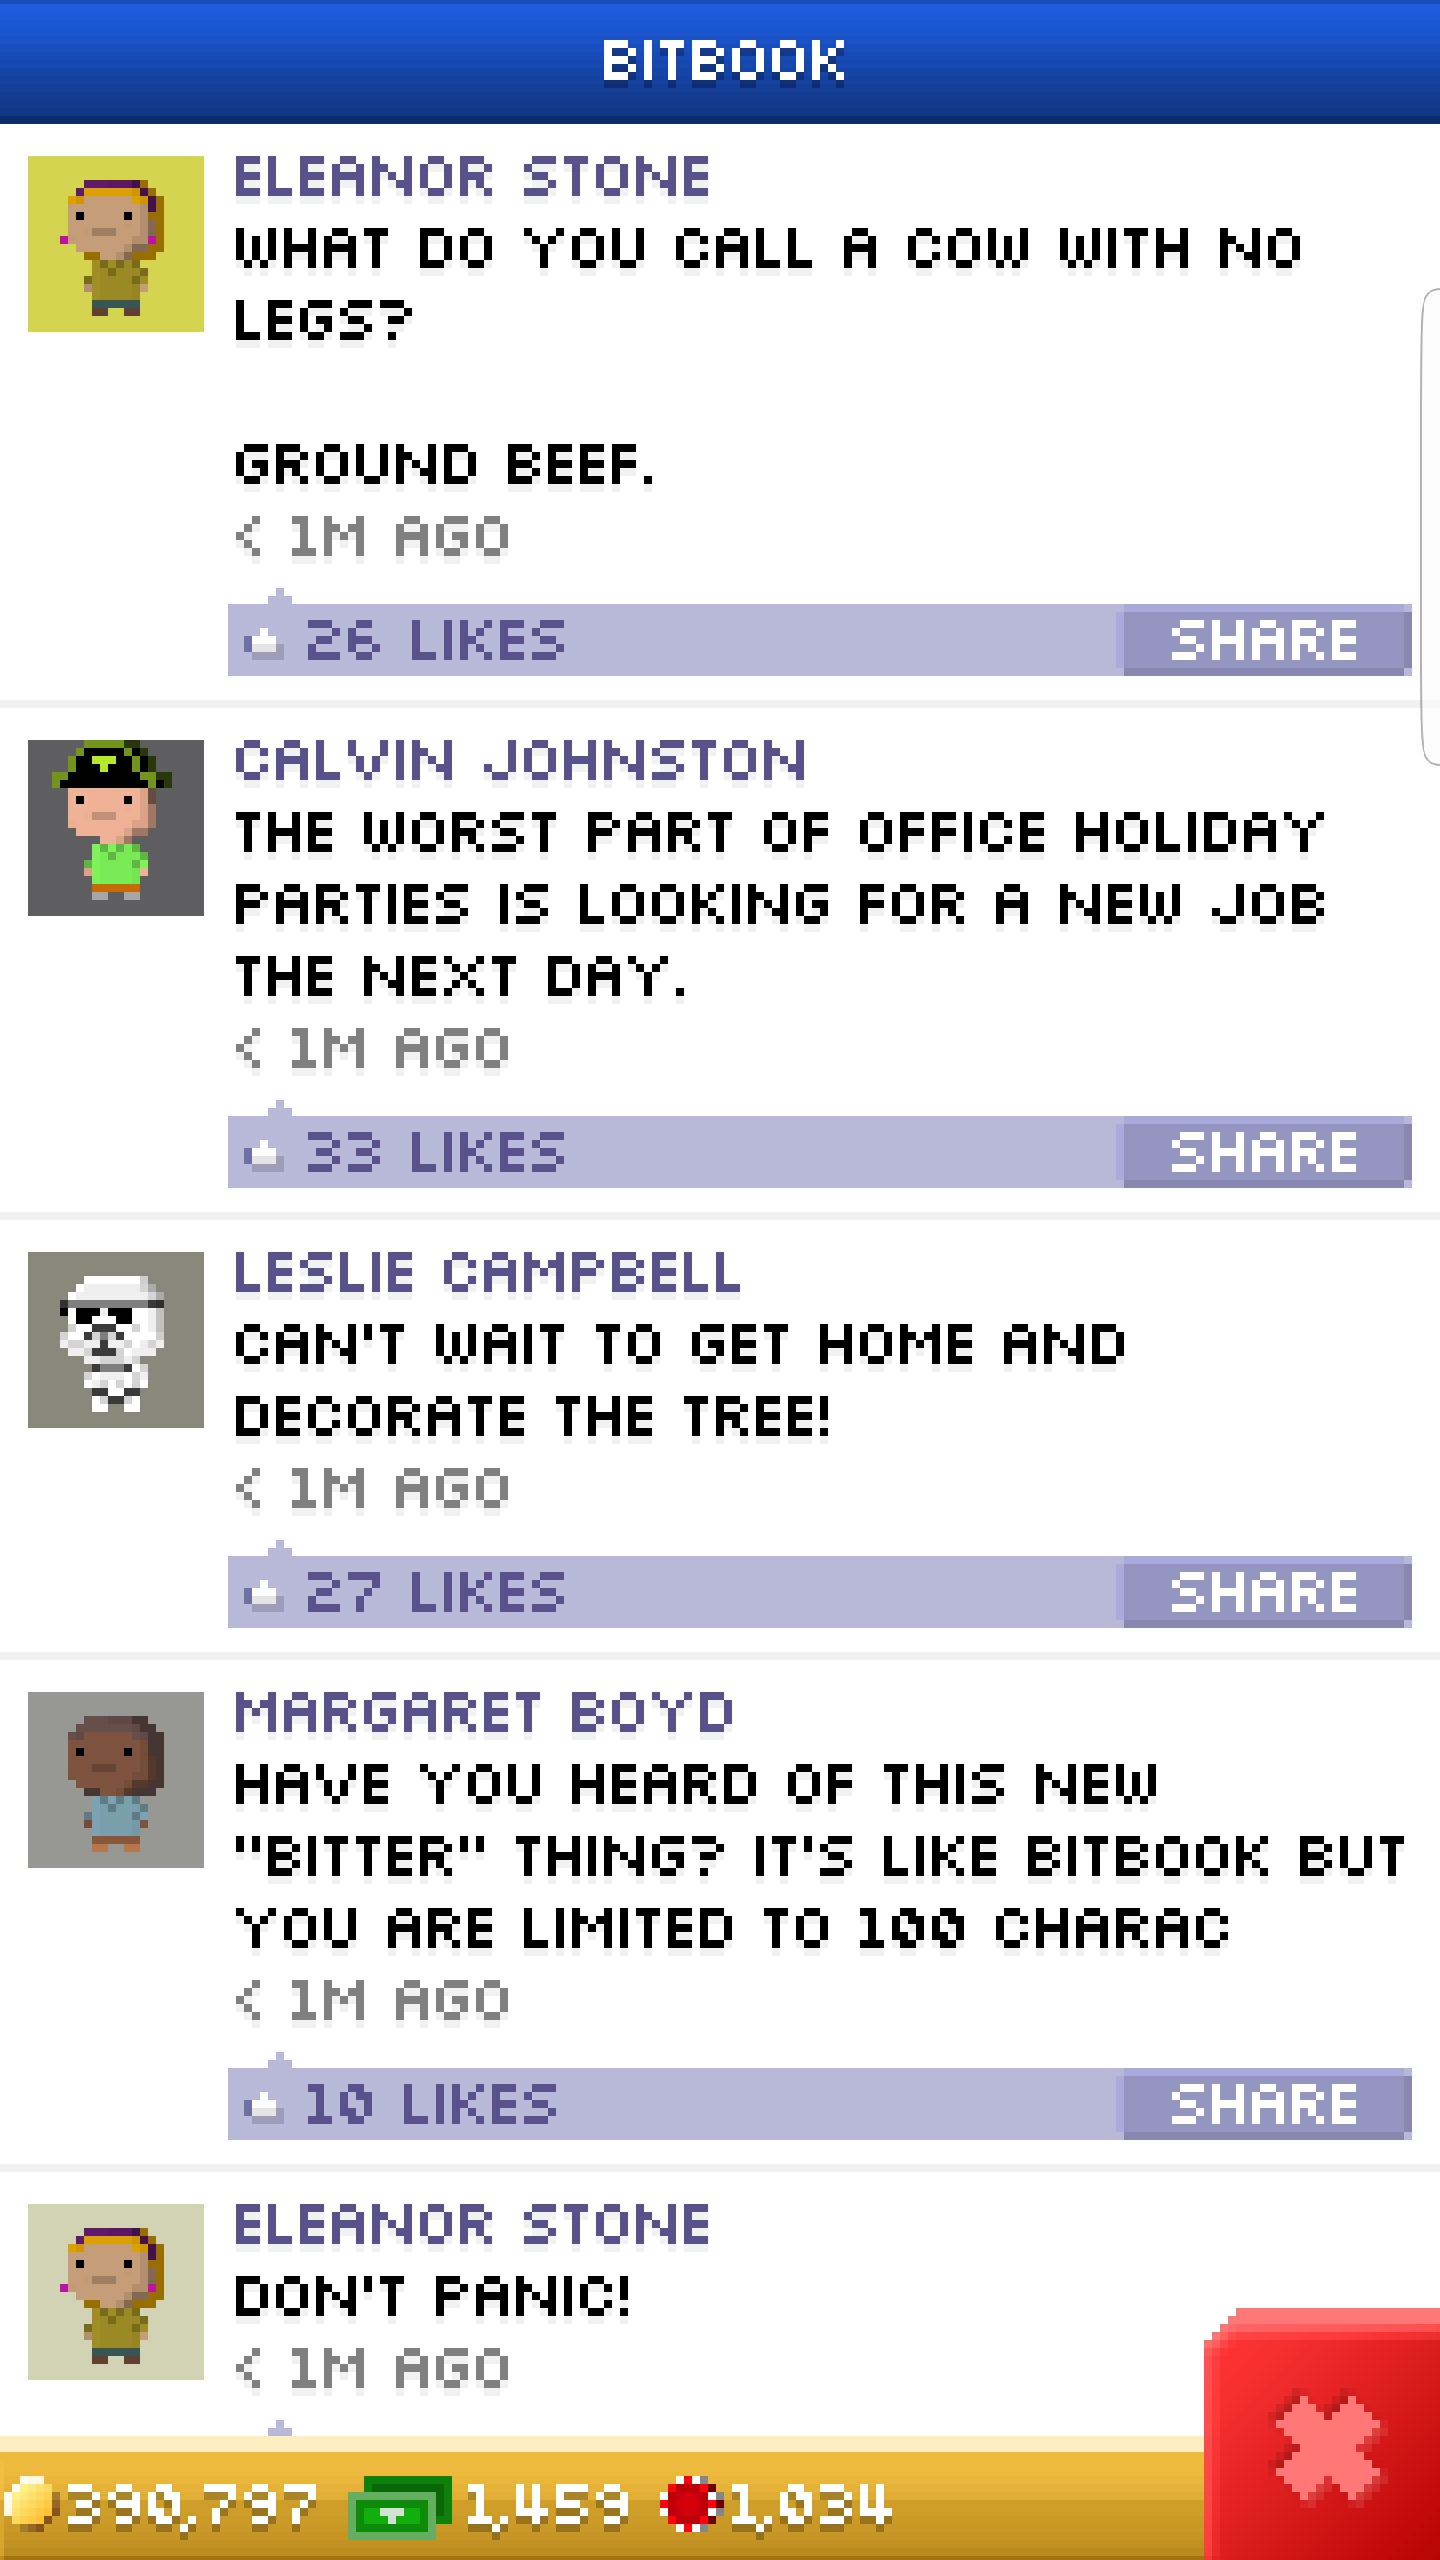 BITBOOK
ELEANOR STONE
WHAT DO YOU CALL A COW WITH NO
LEGS?
GROUND BEEF.
< 1M AGO
26 LIKES
SHARE
CALVIN JOHNSTON
THE WORST PART OF OFFICE HOLIDAY
PARTIES IS LOOKING FOR A NEW JOB
THE NEXT DAY.
< 1M AGO
33 LIKES
SHARE
LESLIE CAMPBELL
CAN'T WAIT TO GET HOME AND
DECORATE THE TREE!
< 1M AGO
27 LIKES
SHARE
MARGARET BOYD
HAVE YOU HEARD OF THIS NEW
"BITTER" THING? IT'S LIKE BITBOOK BUT
YOU ARE LIMITED TO 100 CHARAC
< 1M AGO
10 LIKES
SHARE
ELEANOR STONE
DON'T PANIC!
< 1M AGO
390,797 1,459 1,034